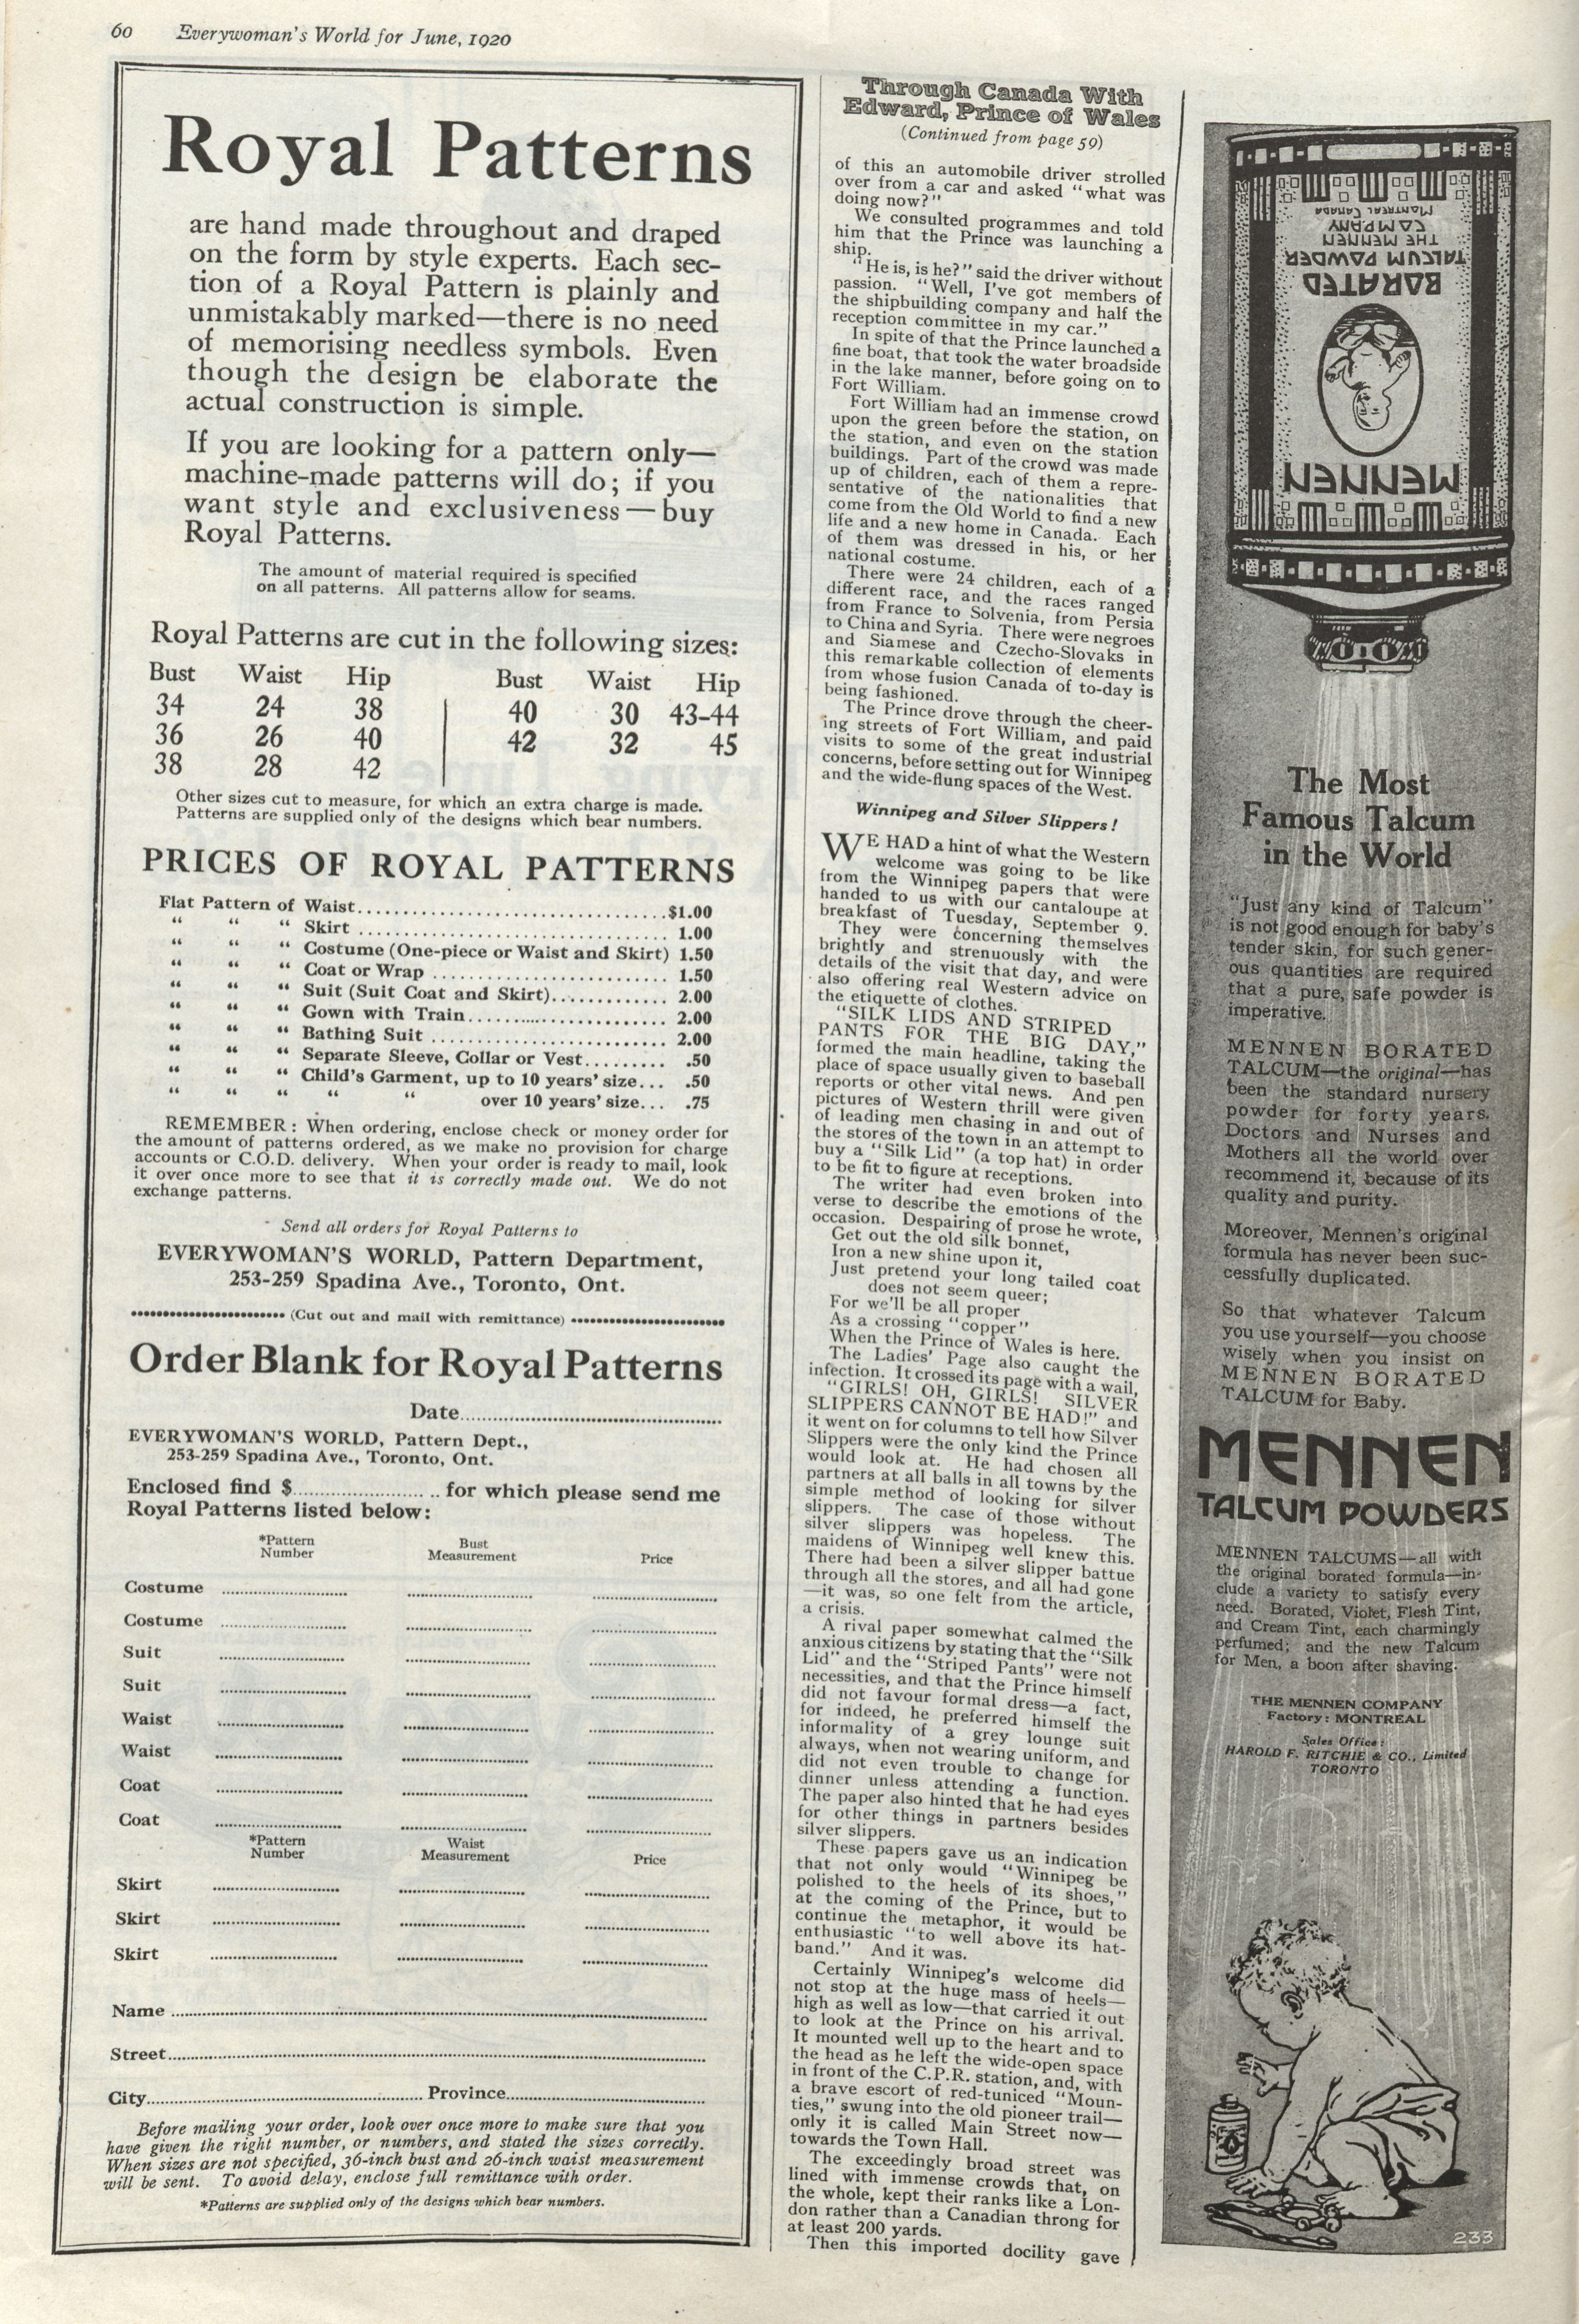 60 Everywoman's World for June, 1920
Royal Patterns
are hand made throughout and draped
on the form by style experts. Each sec-
tion of a Royal Pattern is plainly and
unmistakably marked—there is no need
of memorising needless symbols. Even
though the design be elaborate the
actual construction is simple.
If you are looking for a pattern only—
machine-made patterns will do; if you
want style and exclusiveness—buy
Royal Patterns.
The amount of material required is specified
on all patterns. All patterns allow for seams.
Royal Patterns are cut in the following sizes:
Bust Waist Hip Bust Waist Hip
34 24 38 40 30 43-44
36 26 40 42 32 45
38 28 42
Other sizes cut to measure, for which an extra charge is made.
Patterns are supplied only of the designs which bear numbers.
PRICES OF ROYAL PATTERNS
Flat Pattern of Waist................................$1.00
" " " Skirt ................................ 1.00
" " " Costume (One-piece or Waist and Skirt) 1.50
" " " Coat or Wrap ........................ 1.50
" " " Suit (Suit Coat and Skirt)............ 2.00
" " " Gown with Train...................... 2.00
" " " Bathing Suit ........................ 2.00
" " " Separate Sleeve, Collar or Vest......... .50
" " " Child's Garment, up to 10 years' size... .50
" " " " " over 10 years' size... .75
REMEMBER: When ordering, enclose check or money order for
the amount of patterns ordered, as we make no provision for charge
accounts or C.O.D. delivery. When your order is ready to mail, look
it over once more to see that it is correctly made out. We do not
exchange patterns.
Send all orders for Royal Patterns to
EVERYWOMAN'S WORLD, Pattern Department,
253-259 Spadina Ave., Toronto, Ont.
(Cut out and mail with remittance)
Order Blank for Royal Patterns
Date..............................
EVERYWOMAN'S WORLD, Pattern Dept.,
253-259 Spadina Ave., Toronto, Ont.
Enclosed find $........................ for which please send me
Royal Patterns listed below:
*Pattern Number Bust Measurement Price
Costume
Costume
Suit
Suit
Waist
Waist
Coat
Coat
*Pattern Number Waist Measurement Price
Skirt
Skirt
Skirt
Name
Street
City Province
Before mailing your order, look over once more to make sure that you
have given the right number, or numbers, and stated the sizes correctly.
When sizes are not specified, 36-inch bust and 26-inch waist measurement
will be sent. To avoid delay, enclose full remittance with order.
*Patterns are supplied only of the designs which bear numbers.
Through Canada With
Edward, Prince of Wales
(Continued from page 59)
of this an automobile driver strolled
over from a car and asked "what was
doing now?"
We consulted programmes and told
him that the Prince was launching a
ship.
"He is, is he?" said the driver without
passion. "Well, I've got members of
the shipbuilding company and half the
reception committee in my car."
In spite of that the Prince launched a
fine boat, that took the water broadside
in the lake manner, before going on to
Fort William.
Fort William had an immense crowd
upon the green before the station, on
the station, and even on the station
buildings. Part of the crowd was made
up of children, each of them a repre-
sentative of the nationalities that
come from the Old World to find a new
life and a new home in Canada. Each
of them was dressed in his, or her
national costume.
There were 24 children, each of a
different race, and the races ranged
from France to Solvenia, from Persia
to China and Syria. There were negroes
and Siamese and Czecho-Slovaks in
this remarkable collection of elements
from whose fusion Canada of to-day is
being fashioned.
The Prince drove through the cheer-
ing streets of Fort William, and paid
visits to some of the great industrial
concerns, before setting out for Winnipeg
and the wide-flung spaces of the West.
Winnipeg and Silver Slippers!
WE HAD a hint of what the Western
welcome was going to be like
from the Winnipeg papers that were
handed to us with our cantaloupe at
breakfast of Tuesday, September 9.
They were concerning themselves
brightly and strenuously with the
details of the visit that day, and were
also offering real Western advice on
the etiquette of clothes.
"SILK LIDS AND STRIPED
PANTS FOR THE BIG DAY,"
formed the main headline, taking the
place of space usually given to baseball
reports or other vital news. And pen
pictures of Western thrill were given
of leading men chasing in and out of
the stores of the town in an attempt to
buy a "Silk Lid" (a top hat) in order
to be fit to figure at receptions.
The writer had even broken into
verse to describe the emotions of the
occasion. Despairing of prose he wrote,
Get out the old silk bonnet,
Iron a new shine upon it,
Just pretend your long tailed coat
does not seem queer;
For we'll be all proper
As a crossing "copper"
When the Prince of Wales is here.
The Ladies' Page also caught the
infection. It crossed its page with a wail,
"GIRLS! OH, GIRLS! SILVER
SLIPPERS CANNOT BE HAD!" and
it went on for columns to tell how Silver
Slippers were the only kind the Prince
would look at. He had chosen all
partners at all balls in all towns by the
simple method of looking for silver
slippers. The case of those without
silver slippers was hopeless. The
maidens of Winnipeg well knew this.
There had been a silver slipper battue
through all the stores, and all had gone
—it was, so one felt from the article,
a crisis.
A rival paper somewhat calmed the
anxious citizens by stating that the "Silk
Lid" and the "Striped Pants" were not
necessities, and that the Prince himself
did not favour formal dress—a fact,
for indeed, he preferred himself the
informality of a grey lounge suit
always, when not wearing uniform, and
did not even trouble to change for
dinner unless attending a function.
The paper also hinted that he had eyes
for other things in partners besides
silver slippers.
These papers gave us an indication
that not only would "Winnipeg be
polished to the heels of its shoes,"
at the coming of the Prince, but to
continue the metaphor, it would be
enthusiastic "to well above its hat-
band." And it was.
Certainly Winnipeg's welcome did
not stop at the huge mass of heels—
high as well as low—that carried it out
to look at the Prince on his arrival.
It mounted well up to the heart and to
the head as he left the wide-open space
in front of the C.P.R. station, and, with
a brave escort of red-tuniced "Moun-
ties," swung into the old pioneer trail—
only it is called Main Street now—
towards the Town Hall.
The exceedingly broad street was
lined with immense crowds that, on
the whole, kept their ranks like a Lon-
don rather than a Canadian throng for
at least 200 yards.
Then this imported docility gave
MENNEN
BORATED
TALCUM POWDER
THE MENNEN
COMPANY
MONTREAL CANADA
The Most
Famous Talcum
in the World
"Just any kind of Talcum"
is not good enough for baby's
tender skin, for such gener-
ous quantities are required
that a pure, safe powder is
imperative.
MENNEN BORATED
TALCUM—the original—has
been the standard nursery
powder for forty years.
Doctors and Nurses and
Mothers all the world over
recommend it, because of its
quality and purity.
Moreover, Mennen's original
formula has never been suc-
cessfully duplicated.
So that whatever Talcum
you use yourself—you choose
wisely when you insist on
MENNEN BORATED
TALCUM for Baby.
MENNEN
TALCUM POWDERS
MENNEN TALCUMS—all with
the original borated formula—in-
clude a variety to satisfy every
need. Borated, Violet, Flesh Tint,
and Cream Tint, each charmingly
perfumed; and the new Talcum
for Men, a boon after shaving.
THE MENNEN COMPANY
Factory: MONTREAL
Sales Office:
HAROLD F. RITCHIE & CO., Limited
TORONTO
233